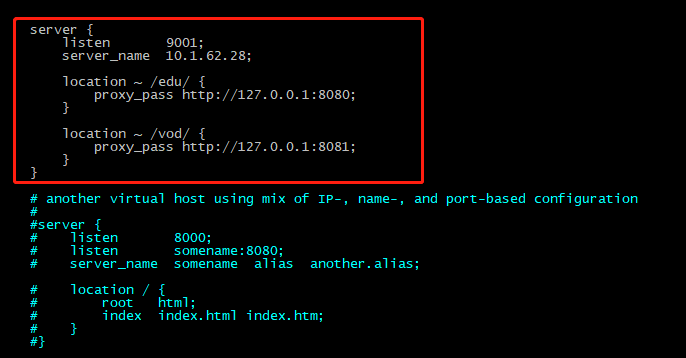 server {
    listen       9001;
    server_name  10.1.62.28;

    location ~ /edu/ {
        proxy_pass http://127.0.0.1:8080;
    }

    location ~ /vod/ {
        proxy_pass http://127.0.0.1:8081;
    }
}

# another virtual host using mix of IP-, name-, and port-based configuration
#
#server {
#    listen       8000;
#    listen       somename:8080;
#    server_name  somename  alias  another.alias;

#    location / {
#        root   html;
#        index  index.html index.htm;
#    }
#}